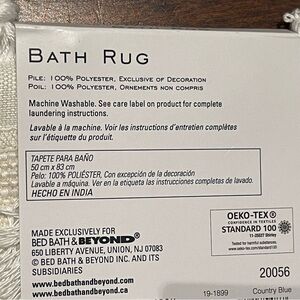 BATH RUG
PILE: 100% POLYESTER, EXCLUSIVE OF DECORATION
POIL: 100% POLYESTER, ORNEMENTS NON COMPRIS
Machine Washable. See care label on product for complete
laundering instructions.
Lavable à la machine. Voir les instructions d'entretien complètes
sur l'étiquette du produit.
TAPETE PARA BAÑO
50 cm x 83 cm
Pelo: 100% POLIÉSTER, Con excepción de la decoración
Lavable a máquina. Ver en la etiqueta las instrucciones completas de lavado.
HECHO EN INDIA
MADE EXCLUSIVELY FOR
BED BATH & BEYOND®
650 LIBERTY AVENUE, UNION, NJ 07083
© BED BATH & BEYOND INC. AND ITS
SUBSIDIARIES
www.bedbathandbeyond.com
www.bedbathandbeyond.ca
OEKO-TEX®
CONFIDENCE IN TEXTILES
STANDARD 100
Tested for harmful substances.
www.oeko-tex.com/standard100
20056
19-1899 Country Blue